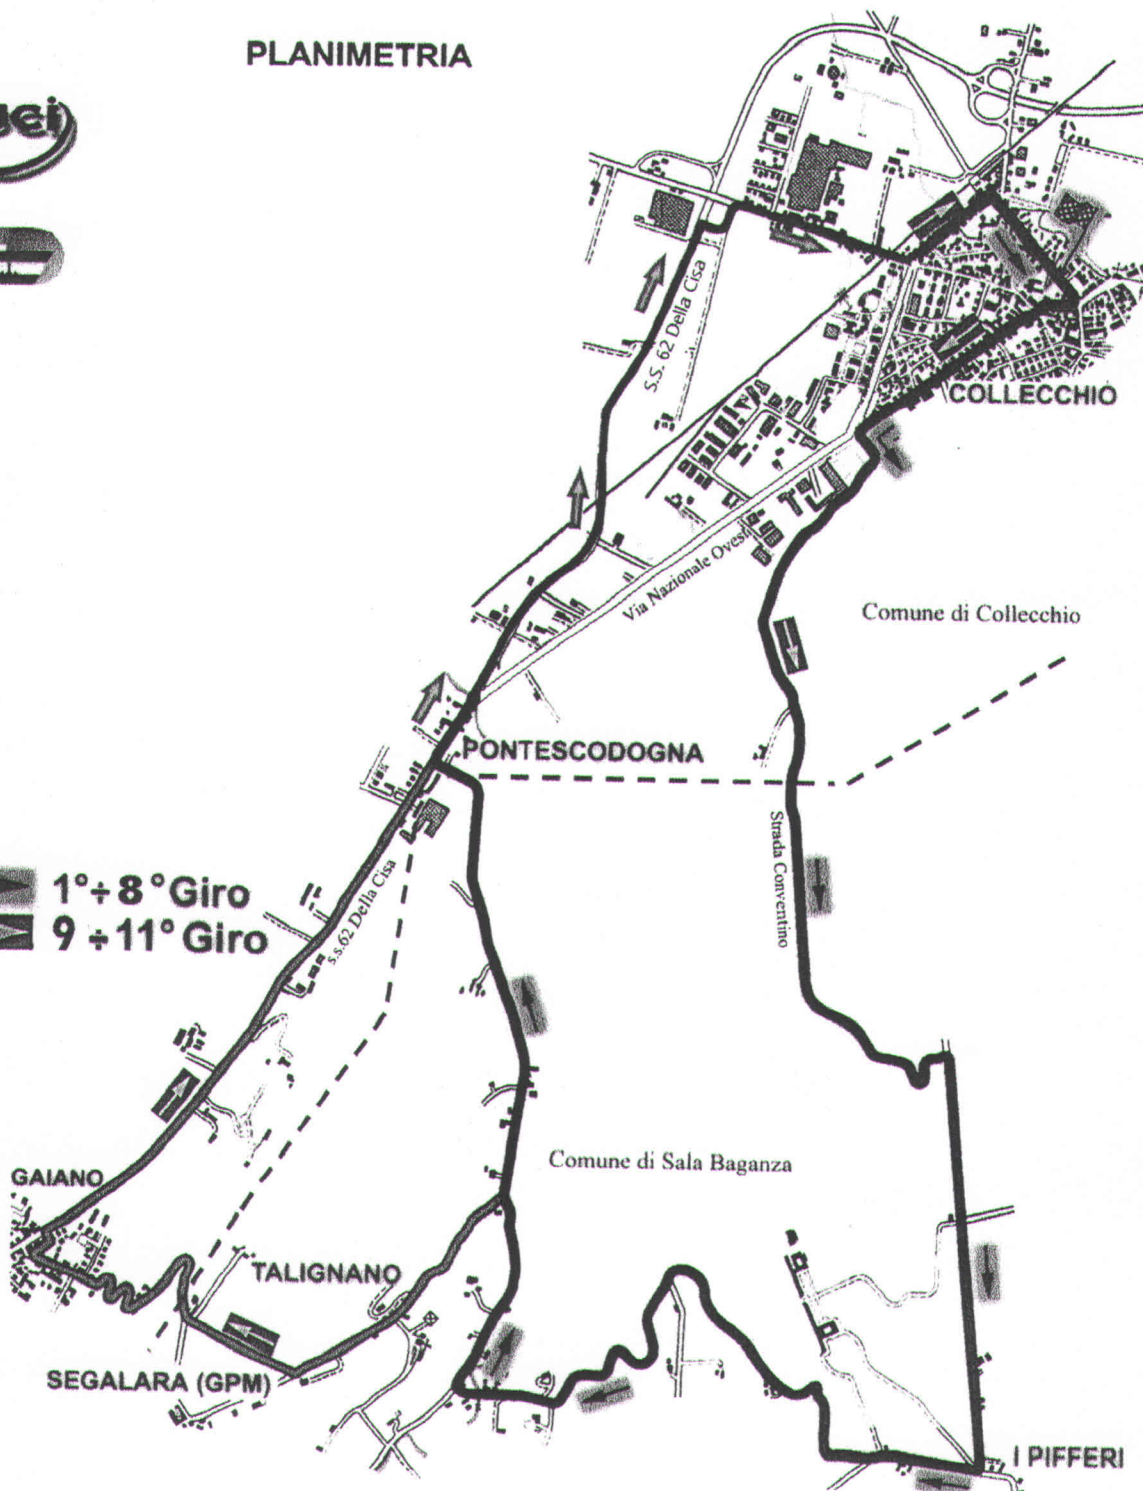 PLANIMETRIA
S.S. 62 Della Cisa
COLLECCHIO
Via Nazionale Ovest
Comune di Collecchio
PONTESCODOGNA
Strada Conventino
1°÷8°Giro
9÷11°Giro
s.s.62 Della Cisa
Comune di Sala Baganza
GAIANO
TALIGNANO
SEGALARA (GPM)
I PIFFERI